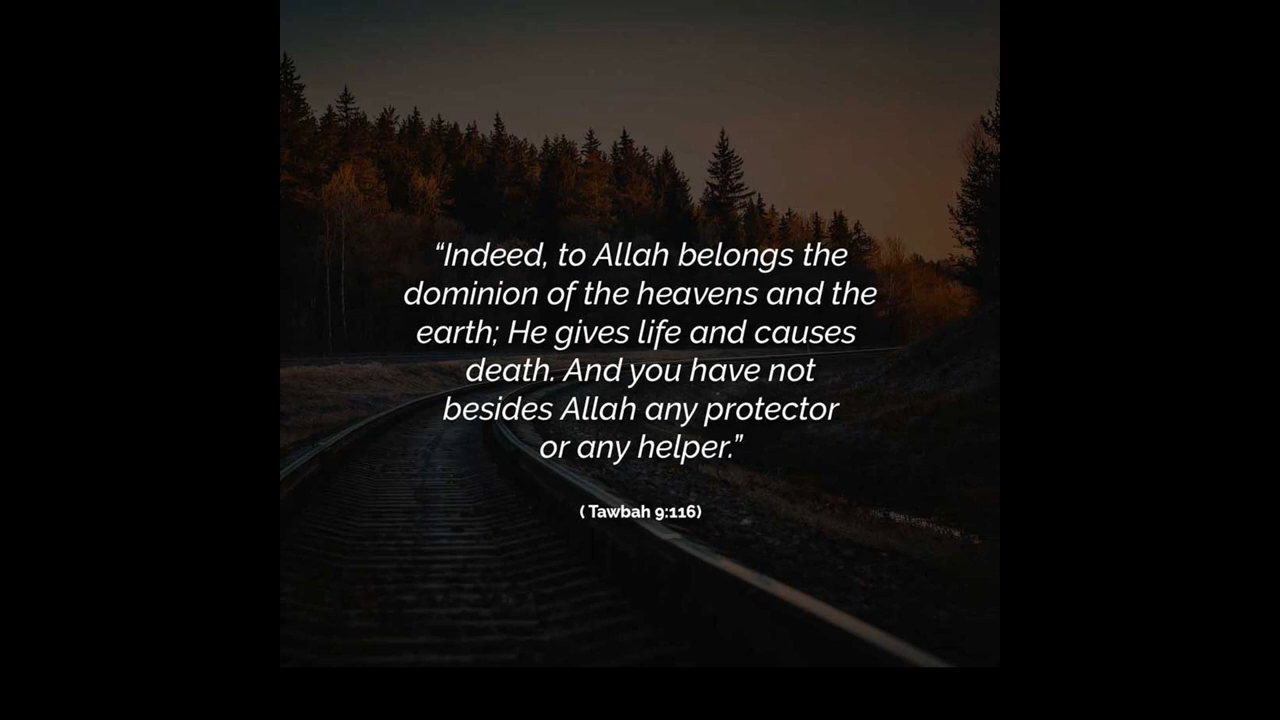 “Indeed, to Allah belongs the
dominion of the heavens and the
earth; He gives life and causes
death. And you have not
besides Allah any protector
or any helper.”
( Tawbah 9:116)